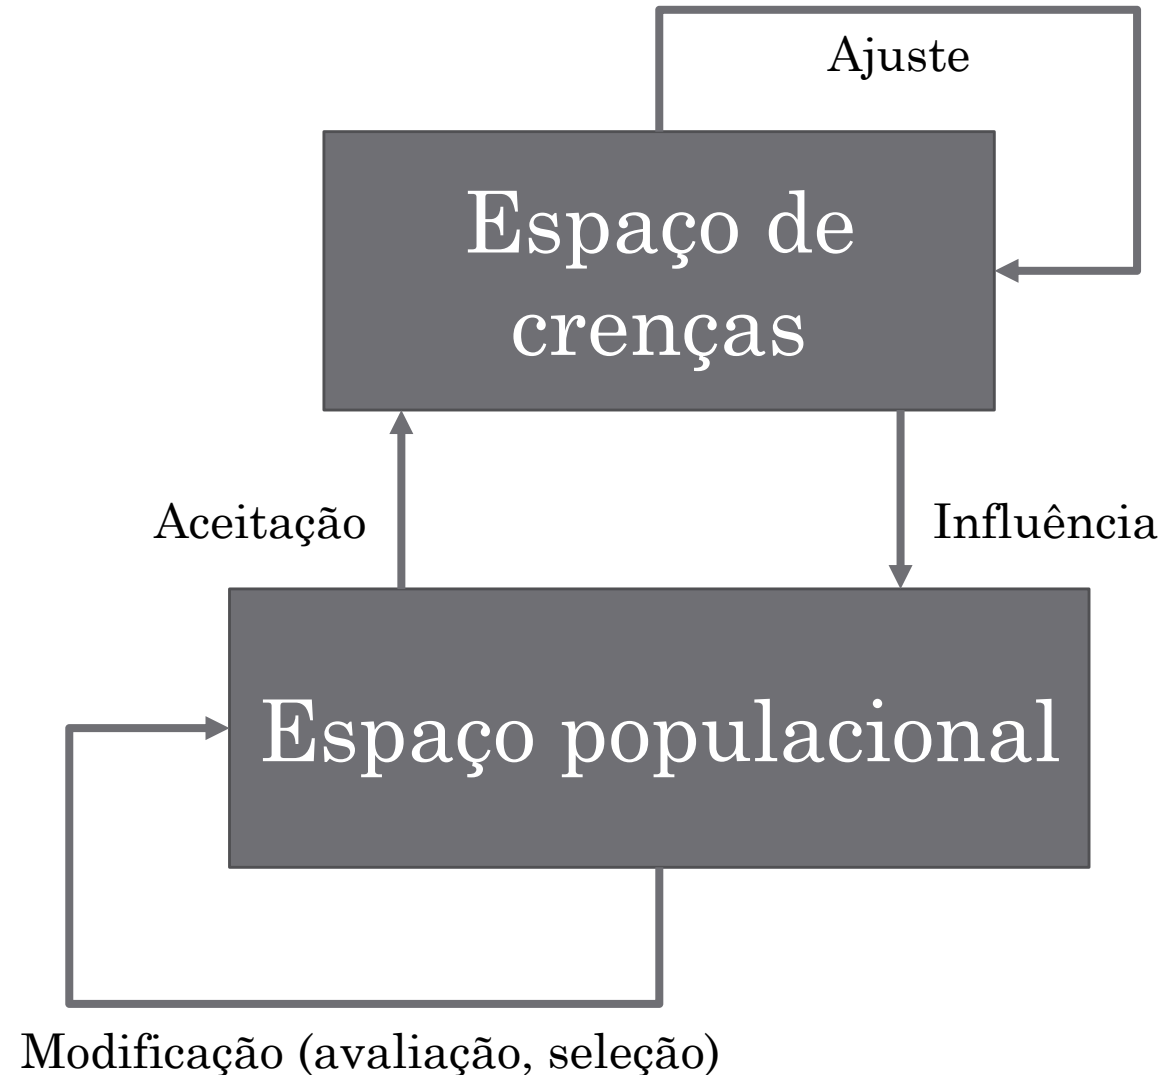 Ajuste
Espaço de
crenças
Aceitação
Influência
Espaço populacional
Modificação (avaliação, seleção)